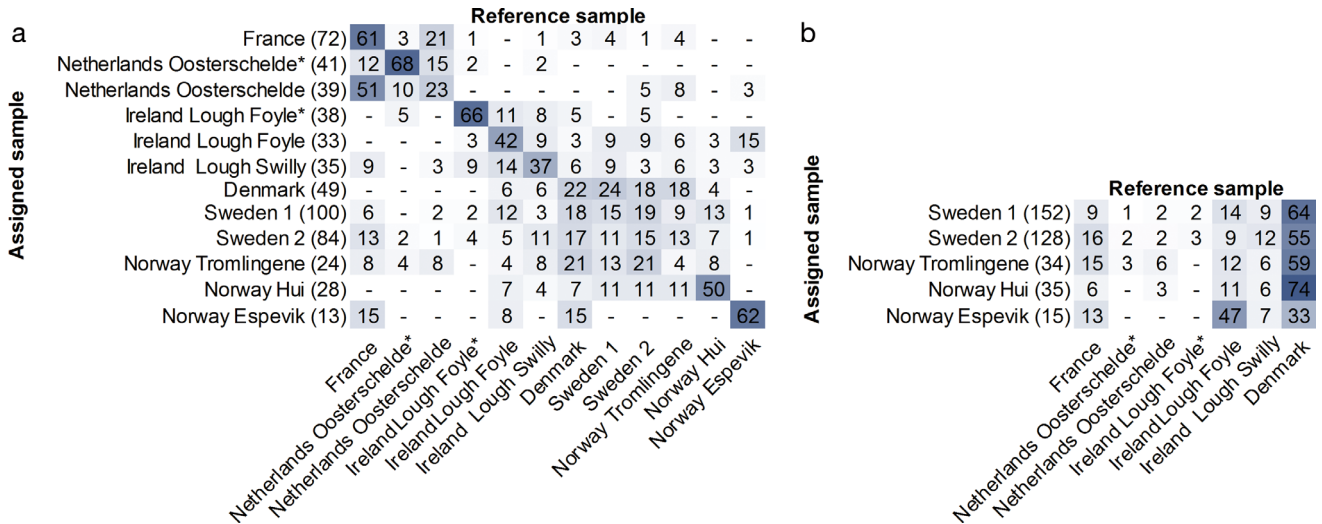 a
Reference sample
Assigned sample
France (72) 61 3 21 1 - 1 3 4 1 4 - -
Netherlands Oosterschelde* (41) 12 68 15 2 - 2 - - - - - -
Netherlands Oosterschelde (39) 51 10 23 - - - - - 5 8 - 3
Ireland Lough Foyle* (38) - 5 - 66 11 8 5 - 5 - - -
Ireland Lough Foyle (33) - - - 3 42 9 3 9 9 6 3 15
Ireland Lough Swilly (35) 9 - 3 9 14 37 6 9 3 6 3 3
Denmark (49) - - - - 6 6 22 24 18 18 4 -
Sweden 1 (100) 6 - 2 2 12 3 18 15 19 9 13 1
Sweden 2 (84) 13 2 1 4 5 11 17 11 15 13 7 1
Norway Tromlingene (24) 8 4 8 - 4 8 21 13 21 4 8 -
Norway Hui (28) - - - - 7 4 7 11 11 11 50 -
Norway Espevik (13) 15 - - - 8 - 15 - - - - 62
France
Netherlands Oosterschelde*
Netherlands Oosterschelde
Ireland Lough Foyle*
Ireland Lough Foyle
Ireland Lough Swilly
Denmark
Sweden 1
Sweden 2
Norway Tromlingene
Norway Hui
Norway Espevik
b
Reference sample
Assigned sample
Sweden 1 (152) 9 1 2 2 14 9 64
Sweden 2 (128) 16 2 2 3 9 12 55
Norway Tromlingene (34) 15 3 6 - 12 6 59
Norway Hui (35) 6 - 3 - 11 6 74
Norway Espevik (15) 13 - - - 47 7 33
France
Netherlands Oosterschelde*
Netherlands Oosterschelde
Ireland Lough Foyle*
Ireland Lough Foyle
Ireland Lough Swilly
Denmark